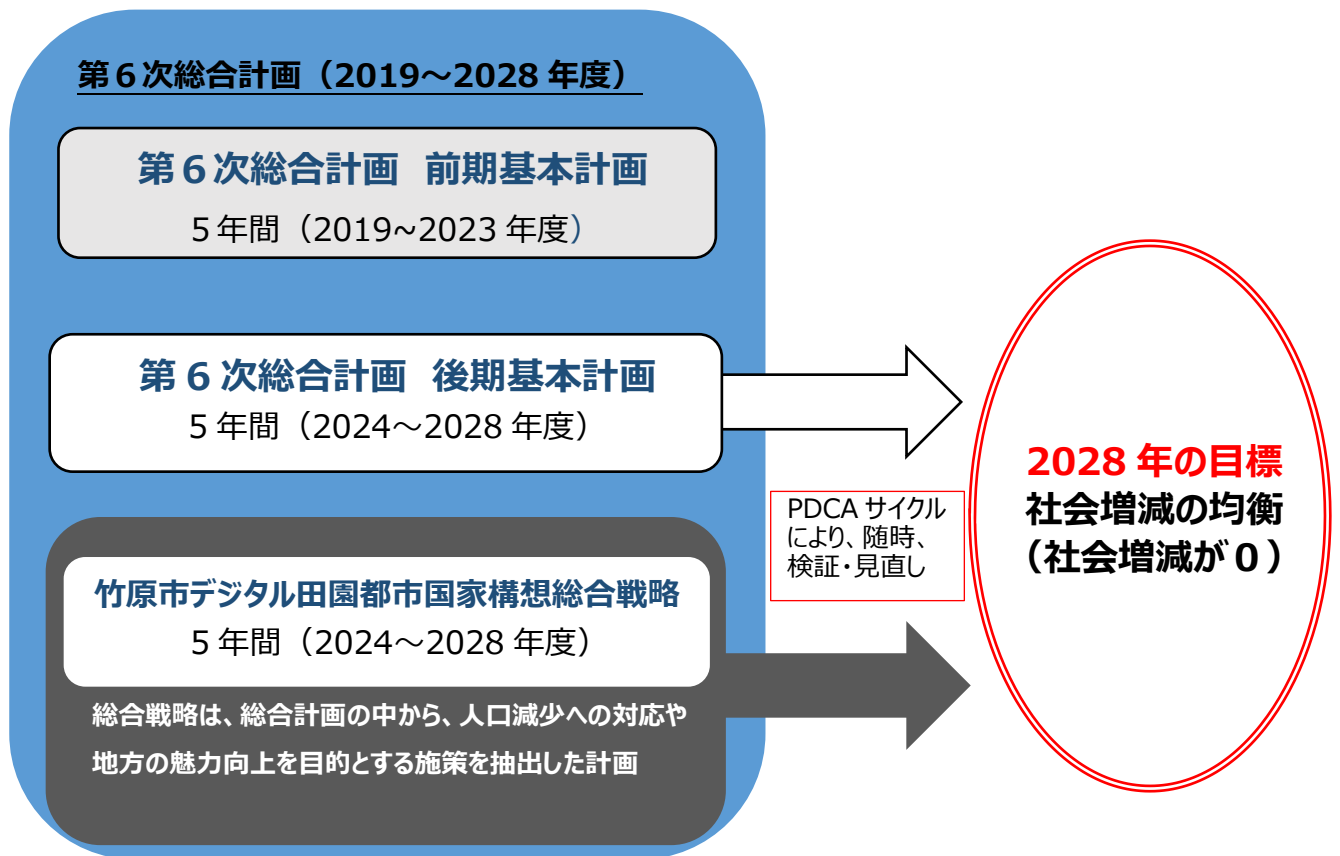 第６次総合計画（2019～2028 年度）
第６次総合計画 前期基本計画
５年間（2019~2023 年度）
第 6 次総合計画 後期基本計画
５年間（2024～2028 年度）
竹原市デジタル田園都市国家構想総合戦略
５年間（2024～2028 年度）
総合戦略は、総合計画の中から、人口減少への対応や
地方の魅力向上を目的とする施策を抽出した計画
PDCA サイクル
により、随時、
検証・見直し
2028 年の目標
社会増減の均衡
（社会増減が０）